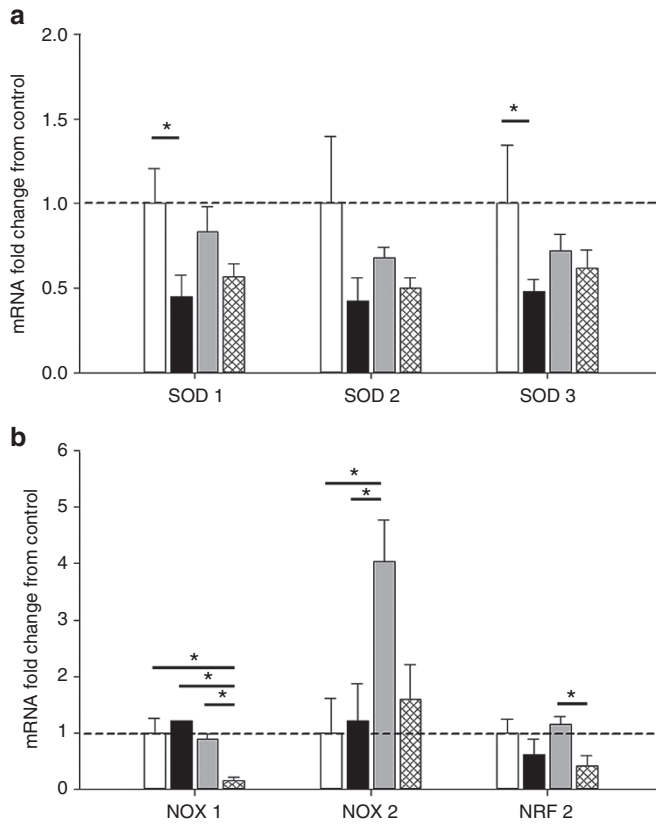 a
2.0
1.5
1.0
0.5
0.0
mRNA fold change from control
*
*
SOD 1
SOD 2
SOD 3
b
6
5
4
3
2
1
0
mRNA fold change from control
*
*
*
*
*
*
NOX 1
NOX 2
NRF 2